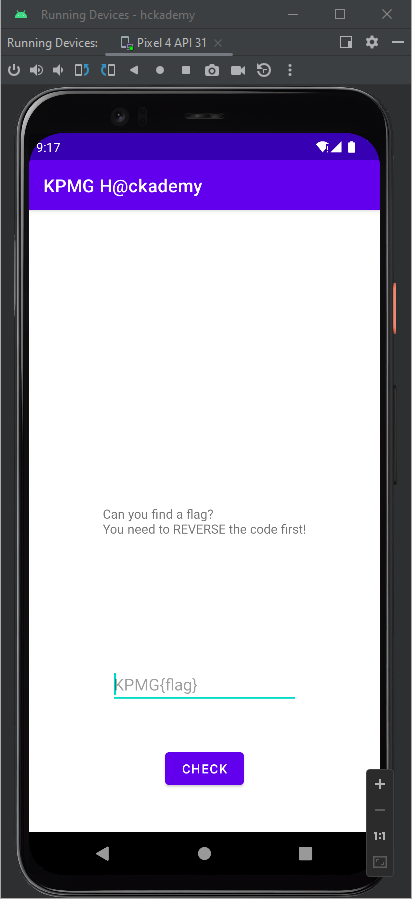 Running Devices - hckademy
Running Devices: Pixel 4 API 31
9:17
KPMG H@ckademy
Can you find a flag?
You need to REVERSE the code first!
KPMG{flag}
CHECK
1:1